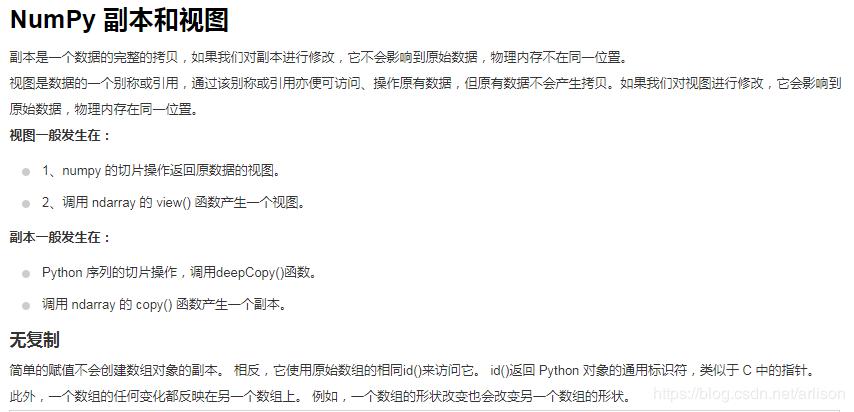 NumPy 副本和视图
副本是一个数据的完整的拷贝，如果我们对副本进行修改，它不会影响到原始数据，物理内存不在同一位置。
视图是数据的一个别称或引用，通过该别称或引用亦便可访问、操作原有数据，但原有数据不会产生拷贝。如果我们对视图进行修改，它会影响到
原始数据，物理内存在同一位置。
视图一般发生在：
1、numpy 的切片操作返回原数据的视图。
2、调用 ndarray 的 view() 函数产生一个视图。
副本一般发生在：
Python 序列的切片操作，调用deepCopy()函数。
调用 ndarray 的 copy() 函数产生一个副本。
无复制
简单的赋值不会创建数组对象的副本。 相反，它使用原始数组的相同id()来访问它。 id()返回 Python 对象的通用标识符，类似于 C 中的指针。
此外，一个数组的任何变化都反映在另一个数组上。 例如，一个数组的形状改变也会改变另一个数组的形状。
https://blog.csdn.net/arlison